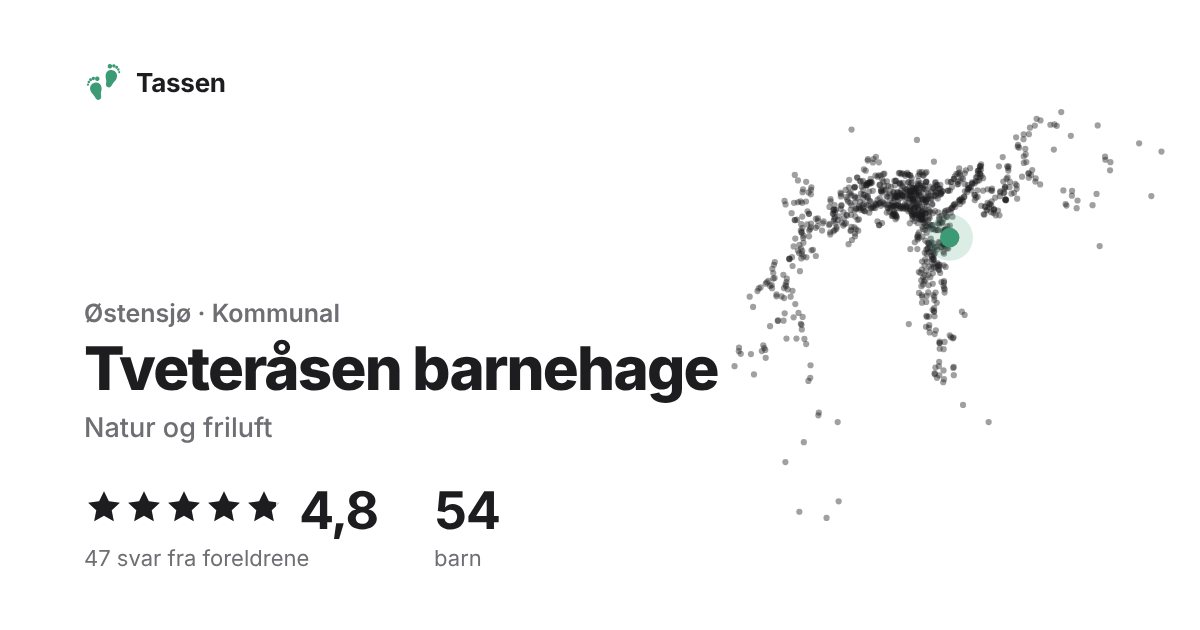 Tassen
Østensjø · Kommunal
Tveteråsen barnehage
Natur og friluft
4,8 54
47 svar fra foreldrene barn